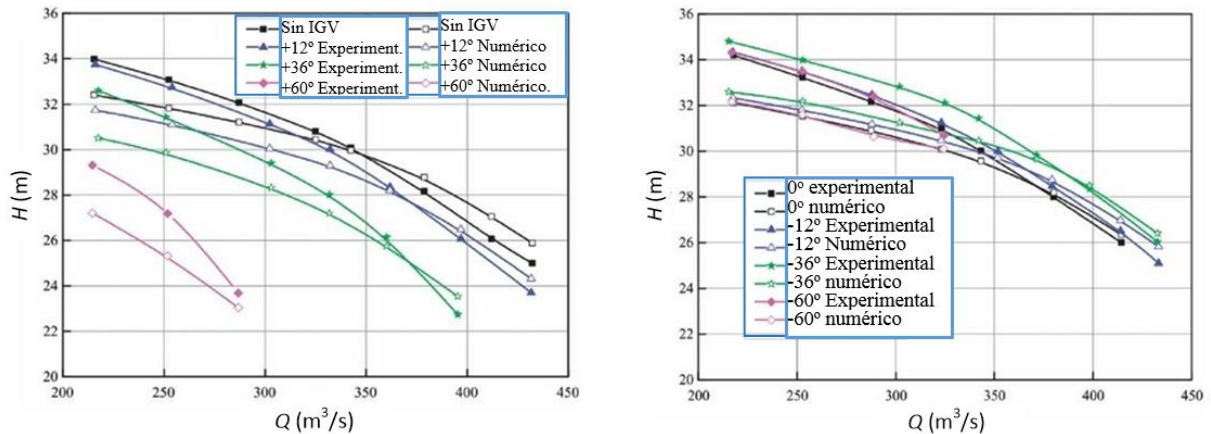 36
34
32
30
28
26
24
22
20
H (m)
200
250
300
350
400
450
Q (m³/s)
Sin IGV
+12º Experiment.
+36º Experiment.
+60º Experiment.
Sin IGV
+12º Numérico
+36º Numérico
+60º Numérico.
36
34
32
30
28
26
24
22
20
H (m)
200
250
300
350
400
450
Q (m³/s)
0º experimental
0º numérico
-12º Experimental
-12º Numérico
-36º Experimental
-36º numérico
-60º Experimental
-60º numérico